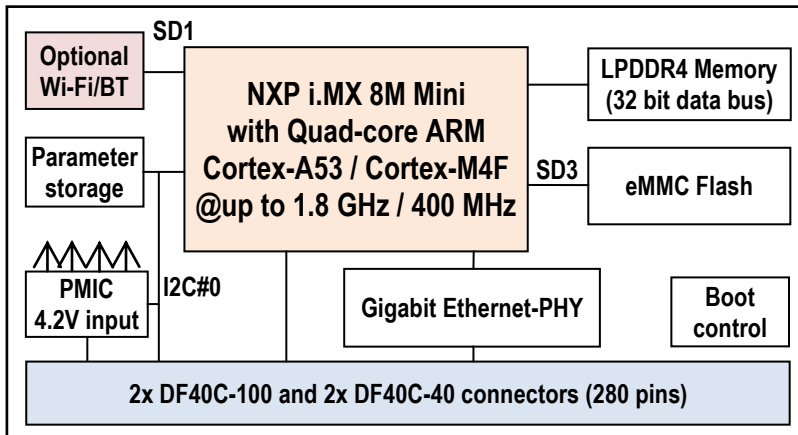 SD1
Optional
Wi-Fi/BT
NXP i.MX 8M Mini
with Quad-core ARM
Cortex-A53 / Cortex-M4F
@up to 1.8 GHz / 400 MHz
LPDDR4 Memory
(32 bit data bus)
Parameter
storage
SD3
eMMC Flash
PMIC
4.2V input
I2C#0
Gigabit Ethernet-PHY
Boot
control
2x DF40C-100 and 2x DF40C-40 connectors (280 pins)